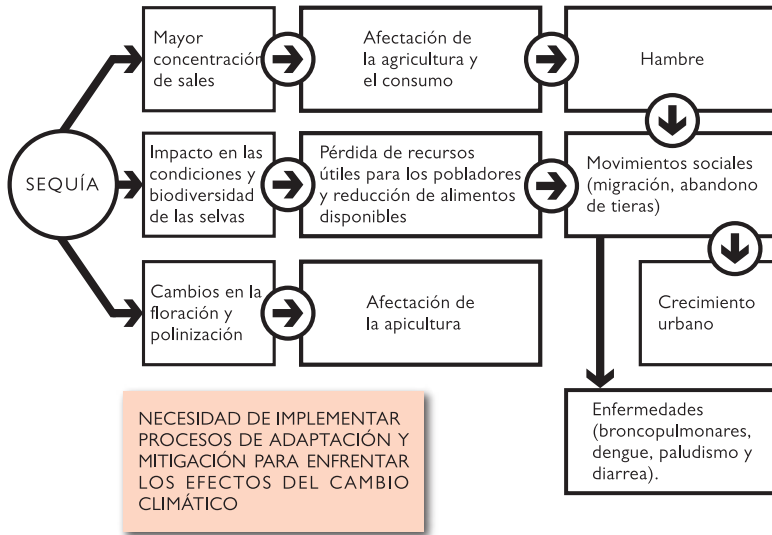 SEQUÍA
Mayor
concentración
de sales
Afectación de
la agricultura y
el consumo
Hambre
Impacto en las
condiciones y
biodiversidad
de las selvas
Pérdida de recursos
útiles para los pobladores
y reducción de alimentos
disponibles
Movimientos sociales
(migración, abandono
de tieras)
Cambios en la
floración y
polinización
Afectación de
la apicultura
Crecimiento
urbano
Enfermedades
(broncopulmonares,
dengue, paludismo y
diarrea).
NECESIDAD DE IMPLEMENTAR
PROCESOS DE ADAPTACIÓN Y
MITIGACIÓN PARA ENFRENTAR
LOS EFECTOS DEL CAMBIO
CLIMÁTICO